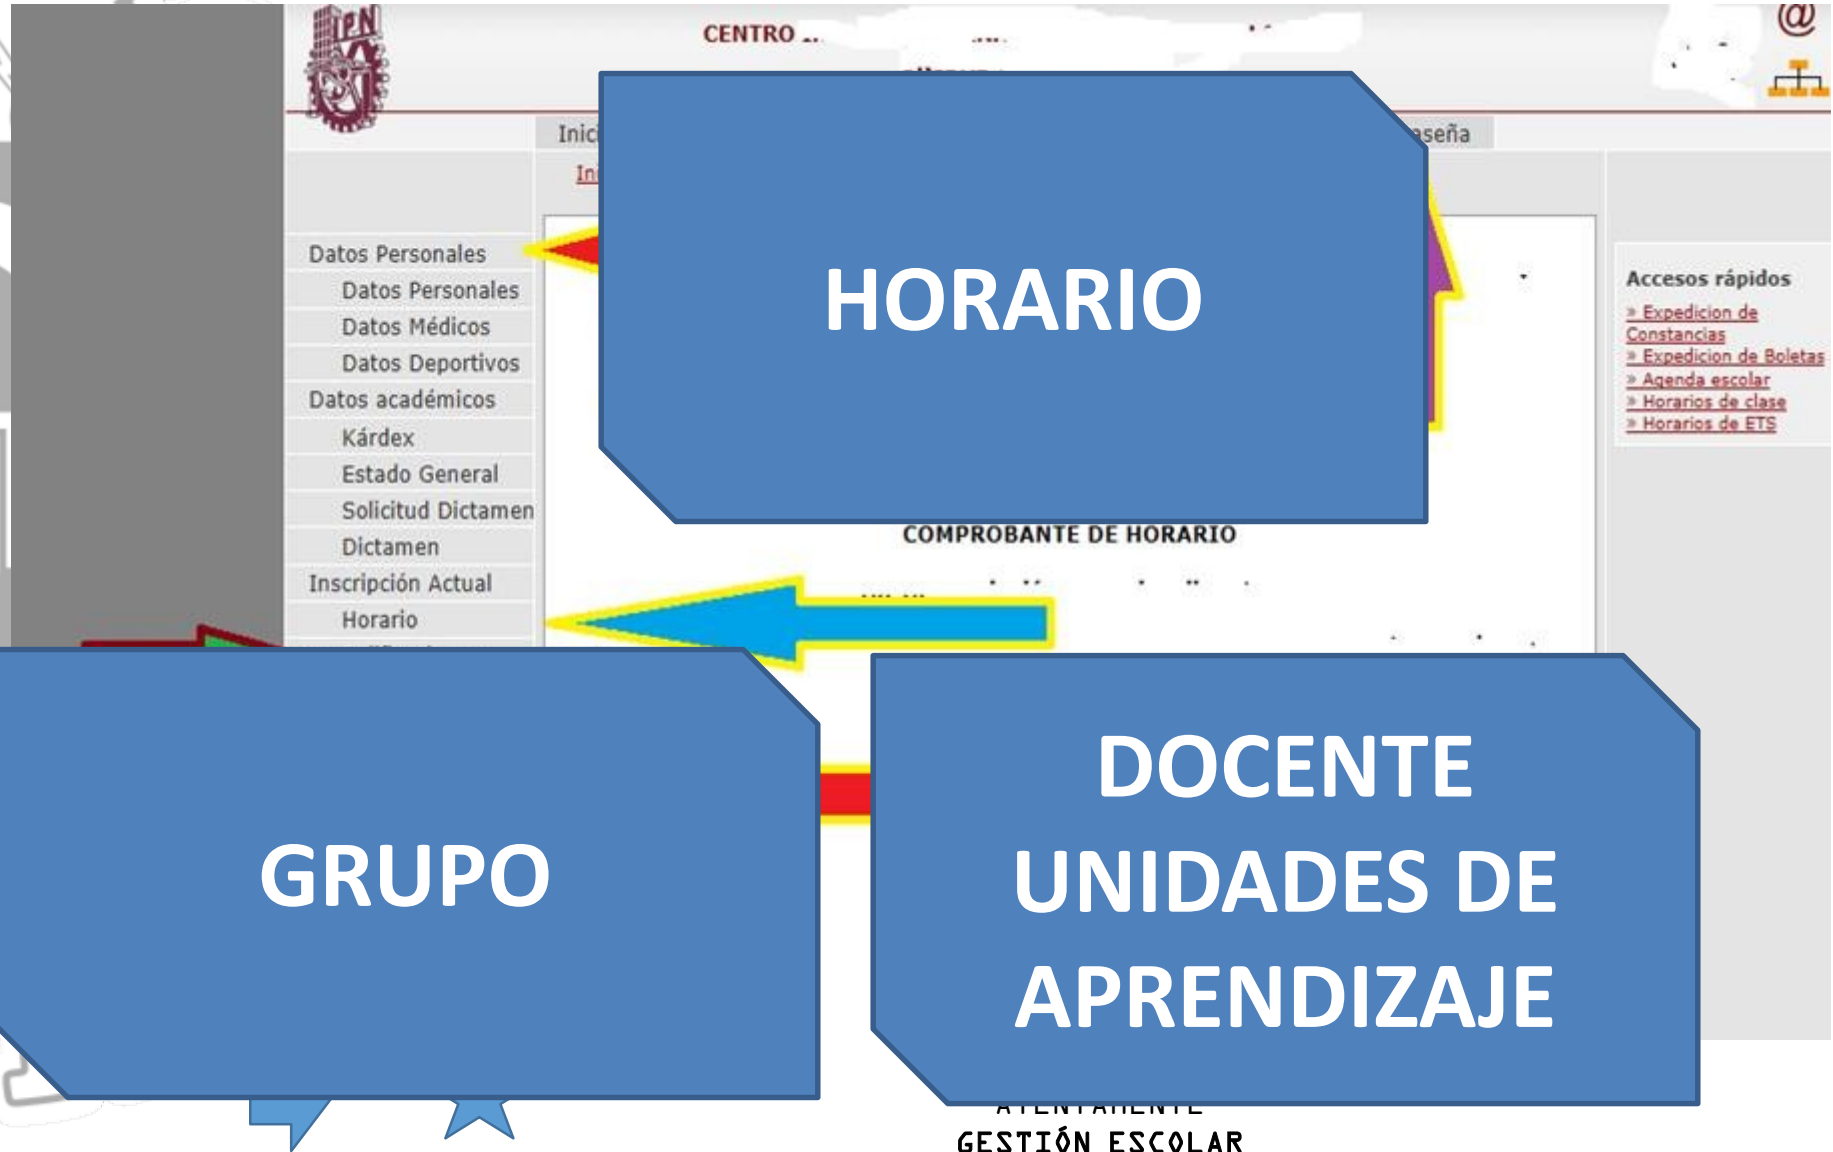 IPN
CENTRO
@
aseña
Datos Personales
Datos Personales
Datos Médicos
Datos Deportivos
Datos académicos
Kárdex
Estado General
Solicitud Dictamen
Dictamen
Inscripción Actual
Horario
HORARIO
Accesos rápidos
» Expedicion de
Constancias
» Expedicion de Boletas
» Agenda escolar
» Horarios de clase
» Horarios de ETS
COMPROBANTE DE HORARIO
GRUPO
DOCENTE
UNIDADES DE
APRENDIZAJE
ATENTAMENTE
GESTIÓN ESCOLAR